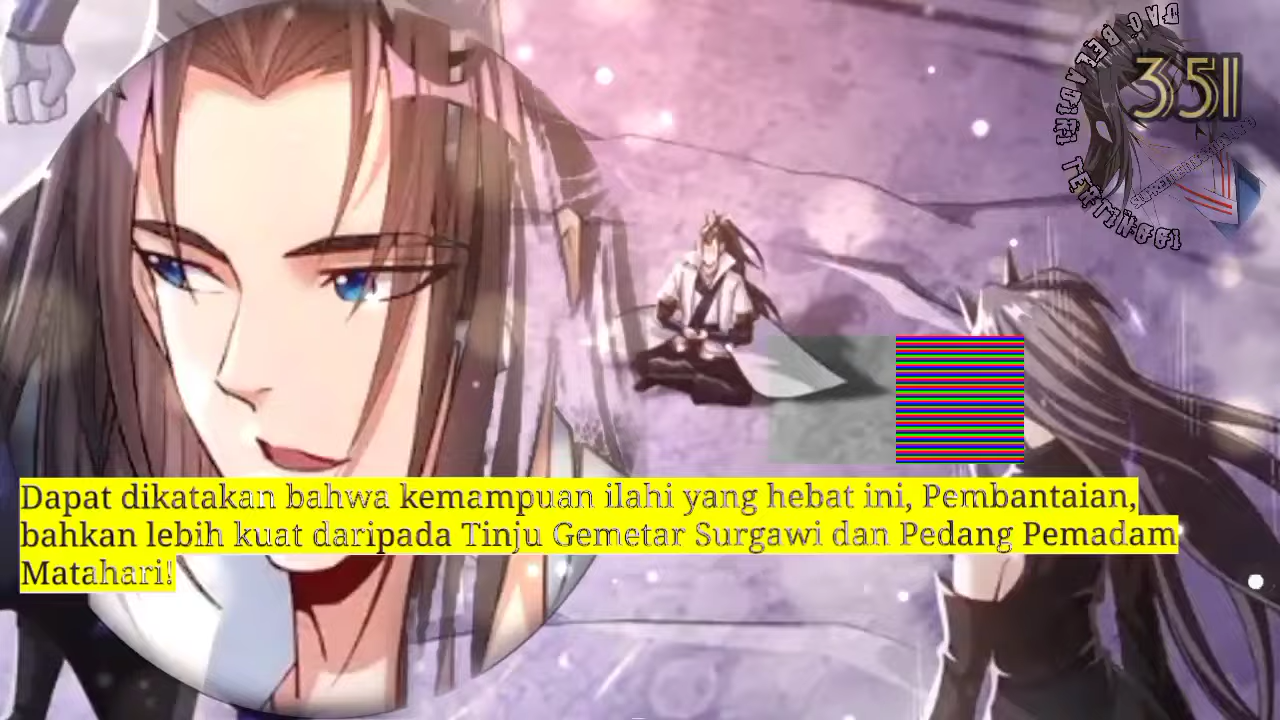 351
Dapat dikatakan bahwa kemampuan ilahi yang hebat ini, Pembantaian,
bahkan lebih kuat daripada Tinju Gemetar Surgawi dan Pedang Pemadam
Matahari!